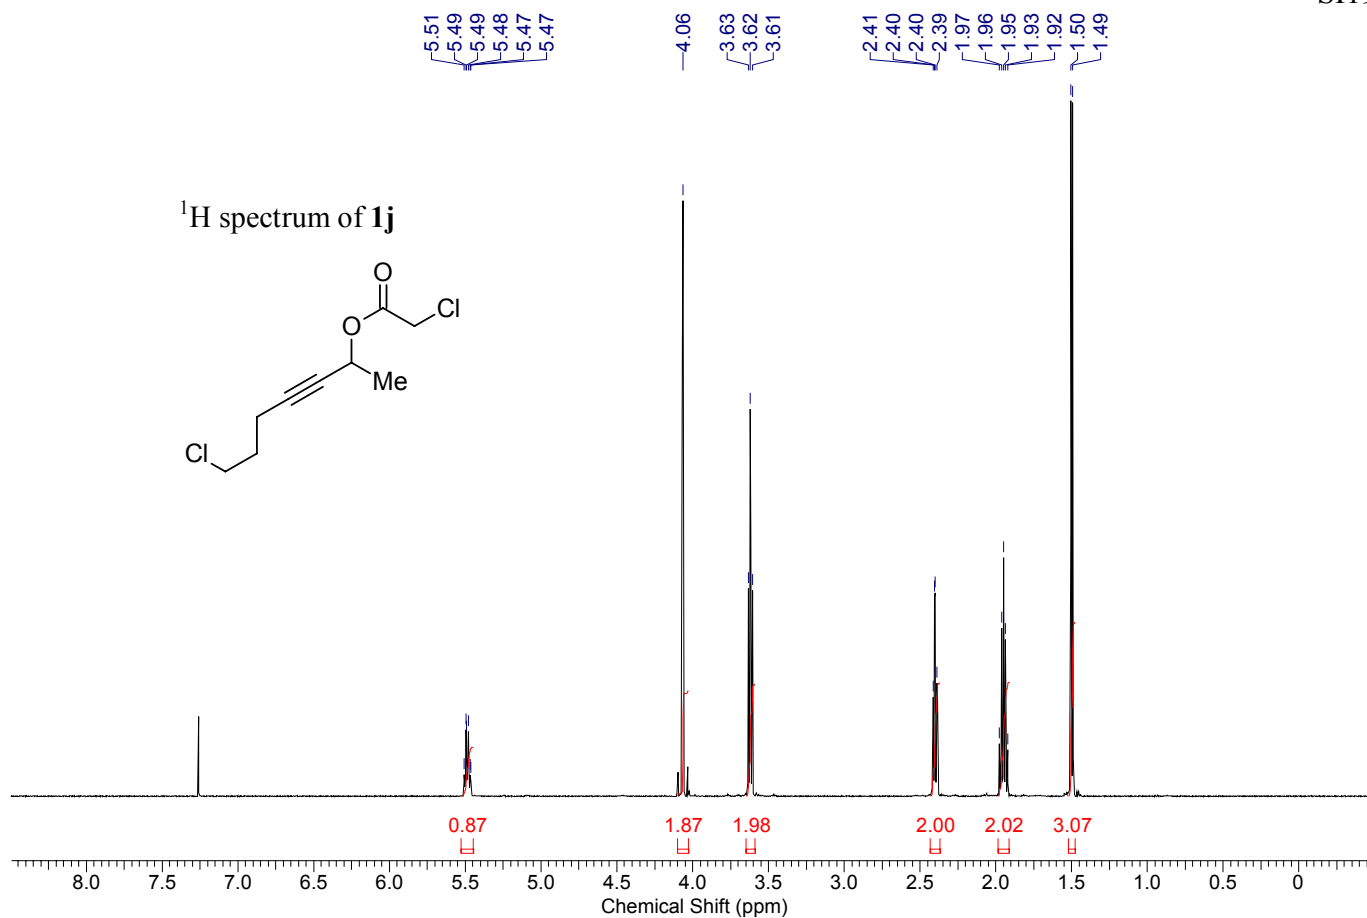 5.51 5.49 5.49 5.48 5.47 5.47 4.06 3.63 3.62 3.61 2.41 2.40 2.40 2.39 1.97 1.96 1.95 1.93 1.92 1.50 1.49
¹H spectrum of 1j
O
Cl
O
Me
Cl
0.87 1.87 1.98 2.00 2.02 3.07
8.0 7.5 7.0 6.5 6.0 5.5 5.0 4.5 4.0 3.5 3.0 2.5 2.0 1.5 1.0 0.5 0
Chemical Shift (ppm)